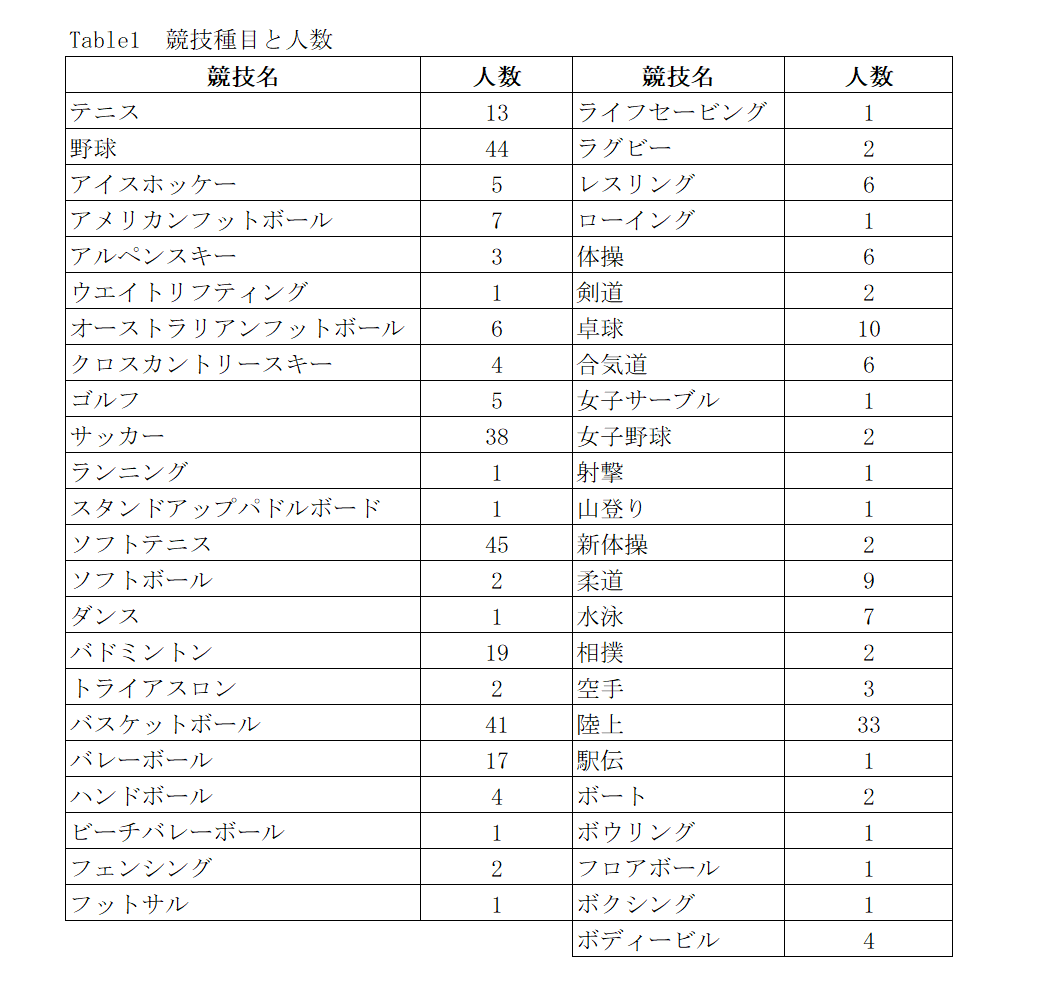 Table1　競技種目と人数
競技名 人数 競技名 人数
テニス 13 ライフセービング 1
野球 44 ラグビー 2
アイスホッケー 5 レスリング 6
アメリカンフットボール 7 ローイング 1
アルペンスキー 3 体操 6
ウエイトリフティング 1 剣道 2
オーストラリアンフットボール 6 卓球 10
クロスカントリースキー 4 合気道 6
ゴルフ 5 女子サーブル 1
サッカー 38 女子野球 2
ランニング 1 射撃 1
スタンドアップパドルボード 1 山登り 1
ソフトテニス 45 新体操 2
ソフトボール 2 柔道 9
ダンス 1 水泳 7
バドミントン 19 相撲 2
トライアスロン 2 空手 3
バスケットボール 41 陸上 33
バレーボール 17 駅伝 1
ハンドボール 4 ボート 2
ビーチバレーボール 1 ボウリング 1
フェンシング 2 フロアボール 1
フットサル 1 ボクシング 1
ボディービル 4